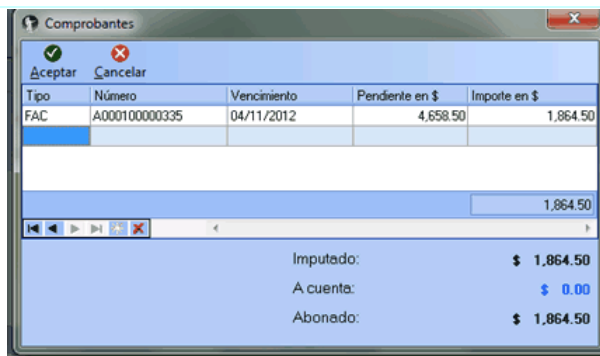 Comprobantes
Aceptar Cancelar
Tipo Número Vencimiento Pendiente en $ Importe en $
FAC A000100000335 04/11/2012 4,658.50 1,864.50
1,864.50
Imputado: $ 1,864.50
A cuenta: $ 0.00
Abonado: $ 1,864.50